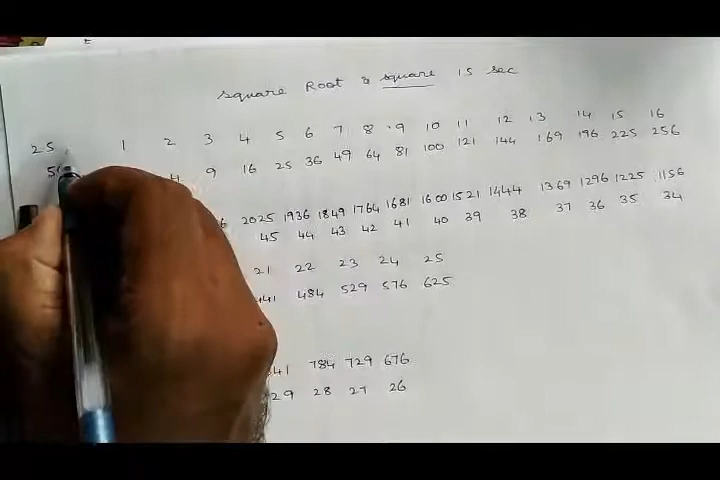 Square Root & square 15 sec
25 1 2 3 4 5 6 7 8 9 10 11 12 13 14 15 16
4 9 16 25 36 49 64 81 100 121 144 169 196 225 256
2025 1936 1849 1764 1681 1600 1521 1444 1369 1296 1225 1156
45 44 43 42 41 40 39 38 37 36 35 34
21 22 23 24 25
441 484 529 576 625
784 729 676
29 28 27 26